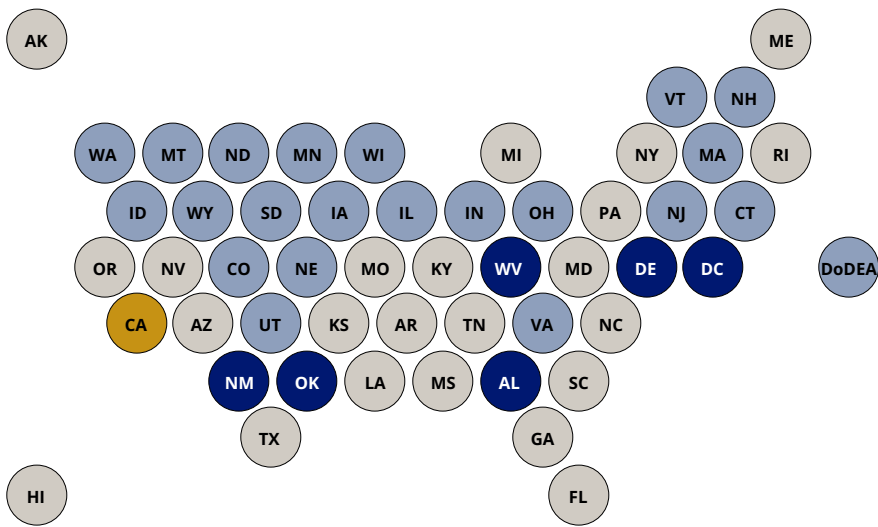 AK ME
VT NH
WA MT ND MN WI MI NY MA RI
ID WY SD IA IL IN OH PA NJ CT
OR NV CO NE MO KY WV MD DE DC DoDEA
CA AZ UT KS AR TN VA NC
NM OK LA MS AL SC
TX GA
HI FL